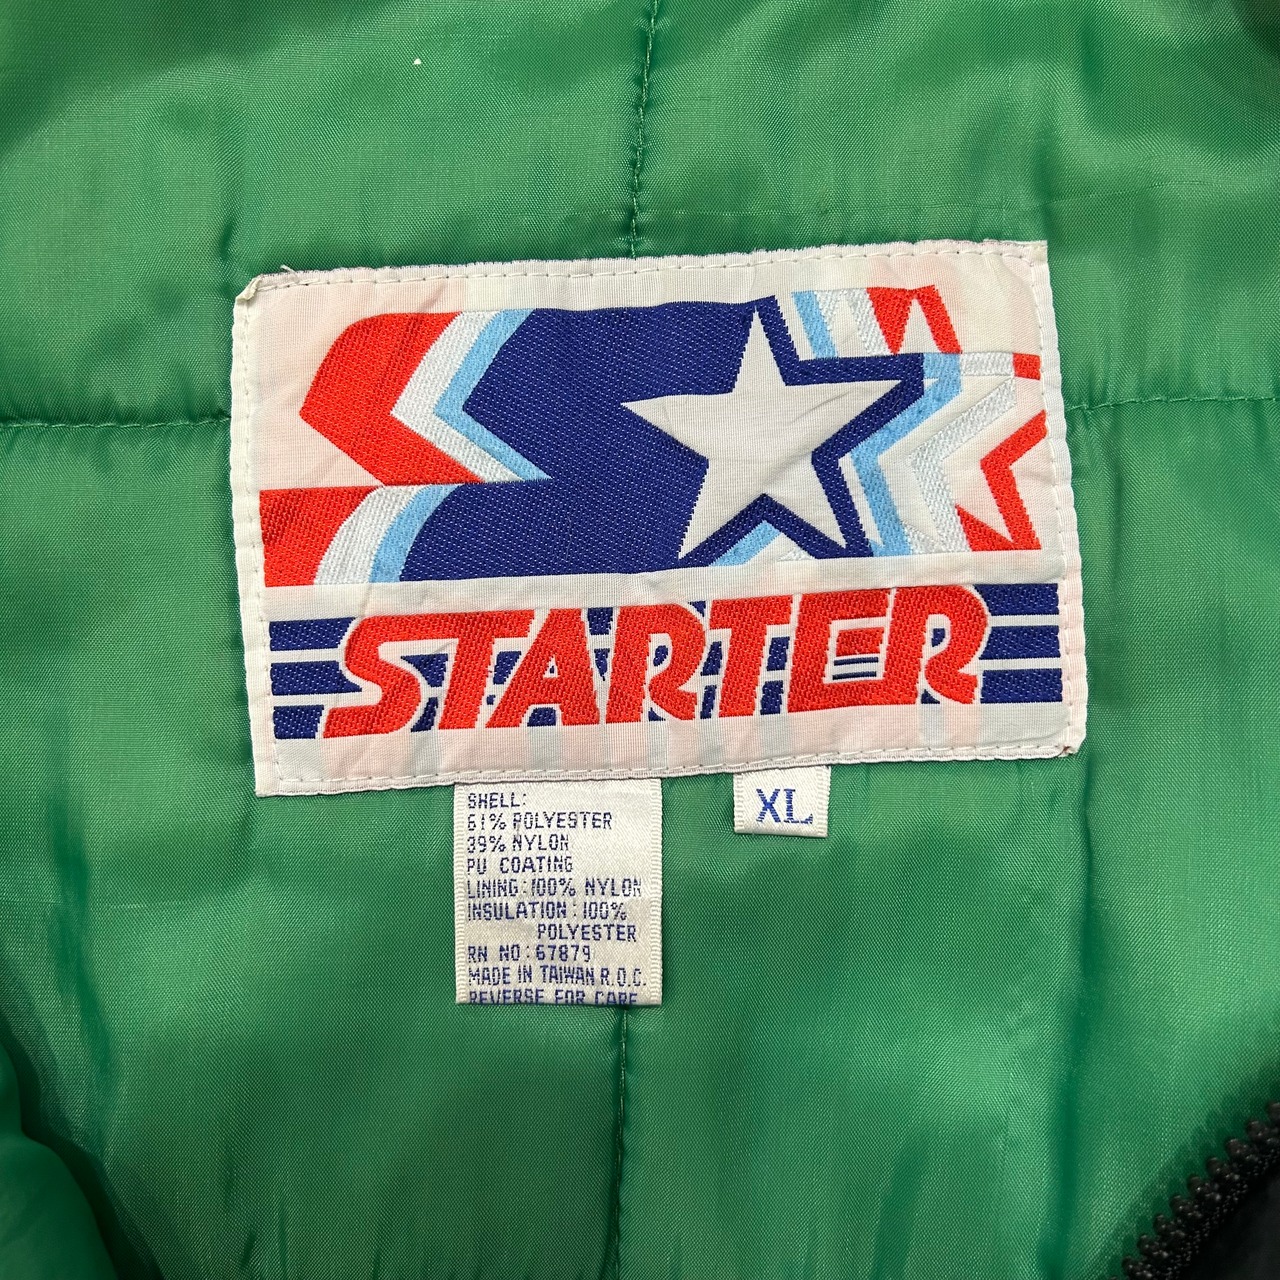 STARTER
XL
SHELL:
61% POLYESTER
39% NYLON
PU COATING
LINING:100% NYLON
INSULATION:100%
POLYESTER
RN NO:67879
MADE IN TAIWAN R.O.C.
REVERSE FOR CARE